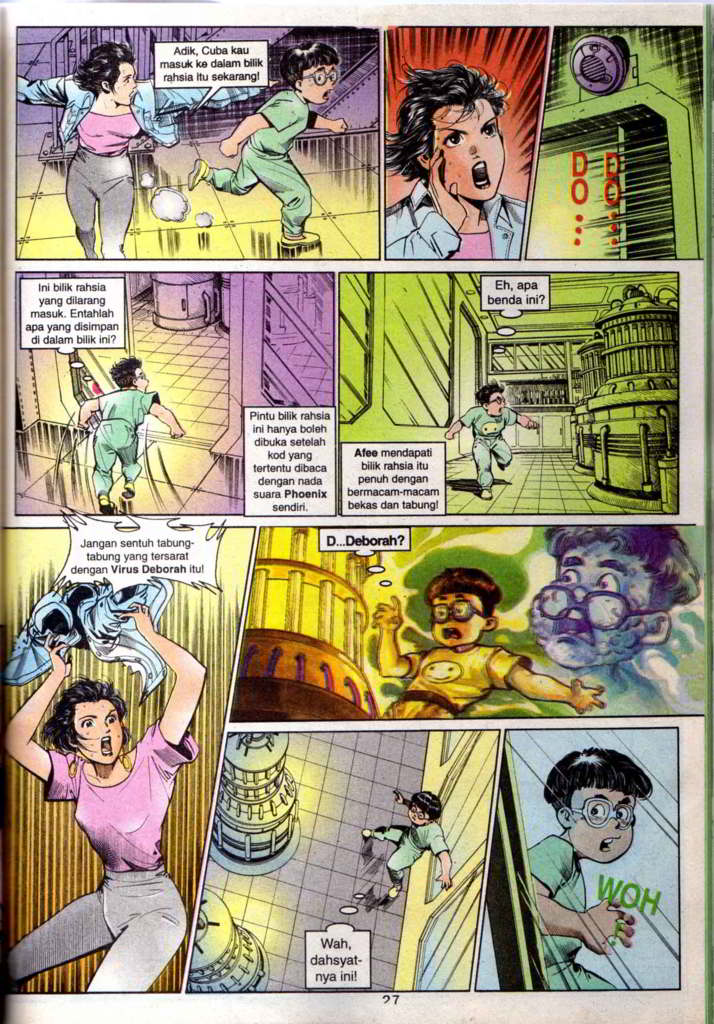 Adik, Cuba kau
masuk ke dalam bilik
rahsia itu sekarang!
DO...
DO...
Ini bilik rahsia
yang dilarang
masuk. Entahlah
apa yang disimpan
di dalam bilik ini?
Pintu bilik rahsia
ini hanya boleh
dibuka setelah
kod yang
tertentu dibaca
dengan nada
suara Phoenix
sendiri.
Eh, apa
benda ini?
Afee mendapati
bilik rahsia itu
penuh dengan
bermacam-macam
bekas dan tabung!
Jangan sentuh tabung-
tabung yang tersarat
dengan Virus Deborah itu!
D...Deborah?
Wah,
dahsyat-
nya ini!
WOH
!
27